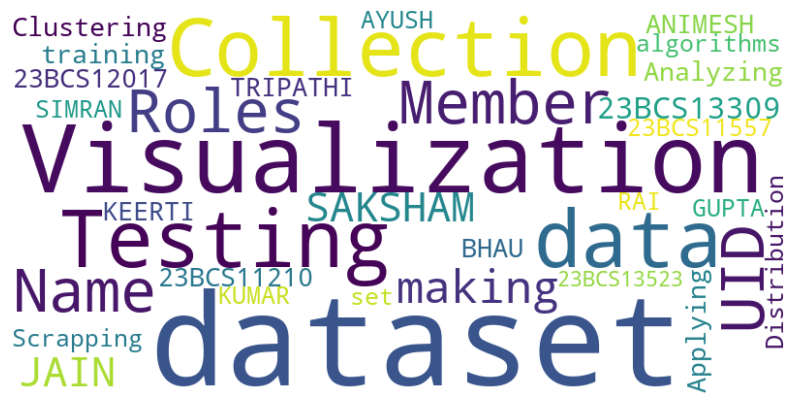 Clustering
Collection
AYUSH
ANIMESH
training
algorithms
23BCS12017
TRIPATHI
Analyzing
SIMRAN
Roles
Member
23BCS13309
23BCS11557
Visualization
KEERTI
SAKSHAM
RAI
GUPTA
Distribution
Testing
BHAU
data
UID
Name
23BCS11210
KUMAR
set
making
23BCS13523
Applying
Scrapping
JAIN
dataset